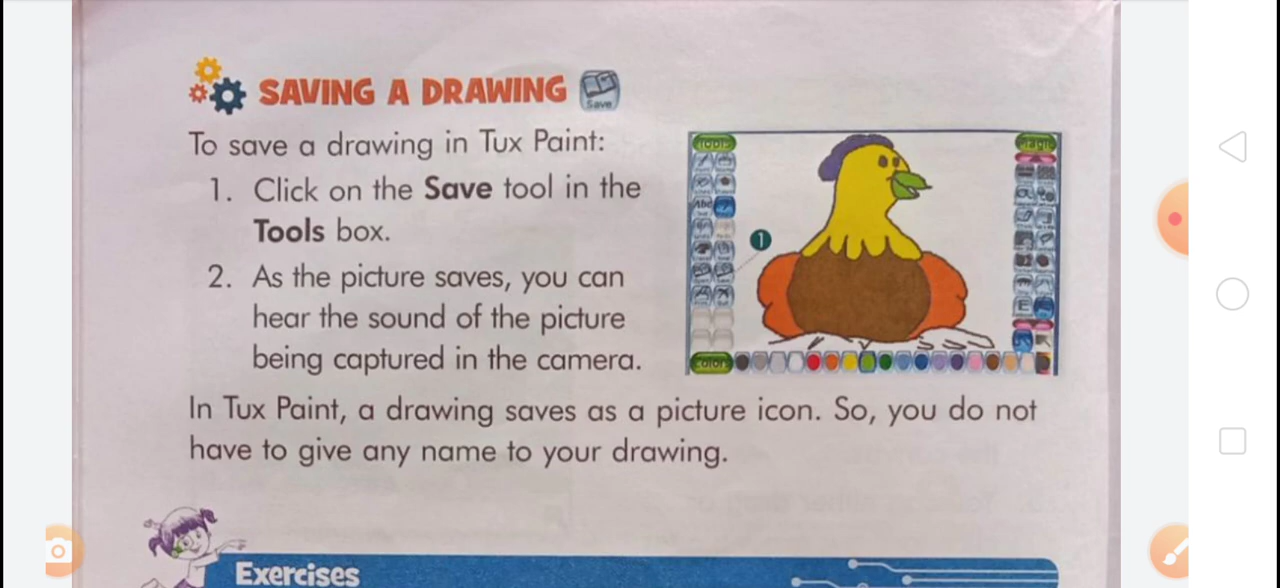 SAVING A DRAWING Save
To save a drawing in Tux Paint:
1. Click on the Save tool in the
Tools box.
2. As the picture saves, you can
hear the sound of the picture
being captured in the camera.
Tools
Magic
Abc
1
Colors
In Tux Paint, a drawing saves as a picture icon. So, you do not
have to give any name to your drawing.
Exercises